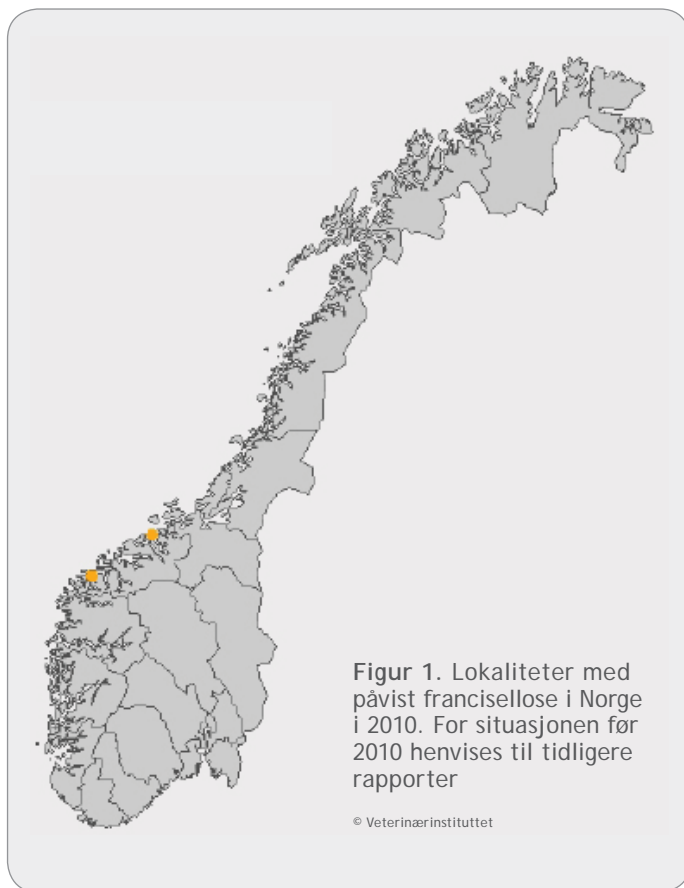 Figur 1. Lokaliteter med
påvist francisellose i Norge
i 2010. For situasjonen før
2010 henvises til tidligere
rapporter
© Veterinærinstituttet